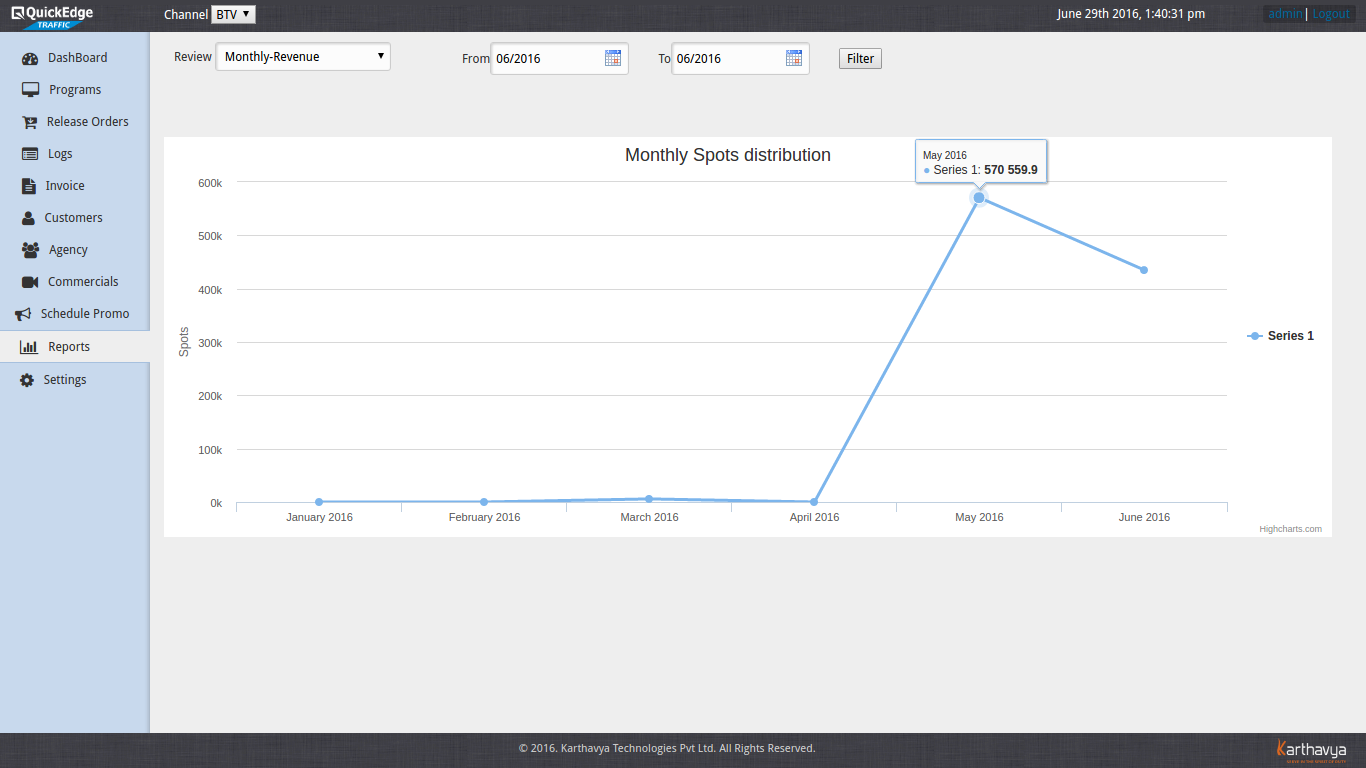 QuickEdge
TRAFFIC
Channel BTV
June 29th 2016, 1:40:31 pm
admin | Logout
DashBoard
Programs
Release Orders
Logs
Invoice
Customers
Agency
Commercials
Schedule Promo
Reports
Settings
Review Monthly-Revenue From 06/2016 To 06/2016 Filter
Monthly Spots distribution
May 2016
Series 1: 570 559.9
600k
500k
400k
300k
200k
100k
0k
Spots
January 2016 February 2016 March 2016 April 2016 May 2016 June 2016
Series 1
Highcharts.com
© 2016. Karthavya Technologies Pvt Ltd. All Rights Reserved.
Karthavya